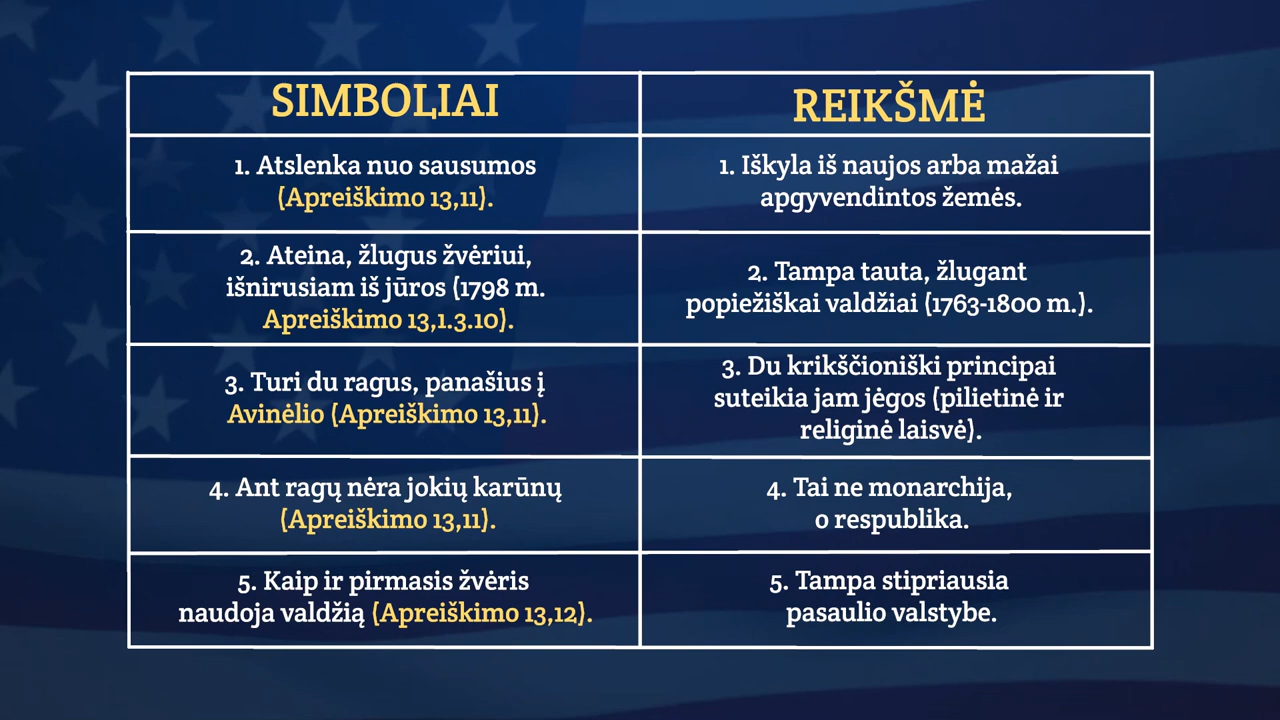 SIMBOLIAI
REIKŠMĖ
1. Atslenka nuo sausumos
(Apreiškimo 13,11).
1. Iškyla iš naujos arba mažai
apgyvendintos žemės.
2. Ateina, žlugus žvėriui,
išnirusiam iš jūros (1798 m.
Apreiškimo 13,1.3.10).
2. Tampa tauta, žlugant
popiežiškai valdžiai (1763-1800 m.).
3. Turi du ragus, panašius į
Avinėlio (Apreiškimo 13,11).
3. Du krikščioniški principai
suteikia jam jėgos (pilietinė ir
religinė laisvė).
4. Ant ragų nėra jokių karūnų
(Apreiškimo 13,11).
4. Tai ne monarchija,
o respublika.
5. Kaip ir pirmasis žvėris
naudoja valdžią (Apreiškimo 13,12).
5. Tampa stipriausia
pasaulio valstybe.